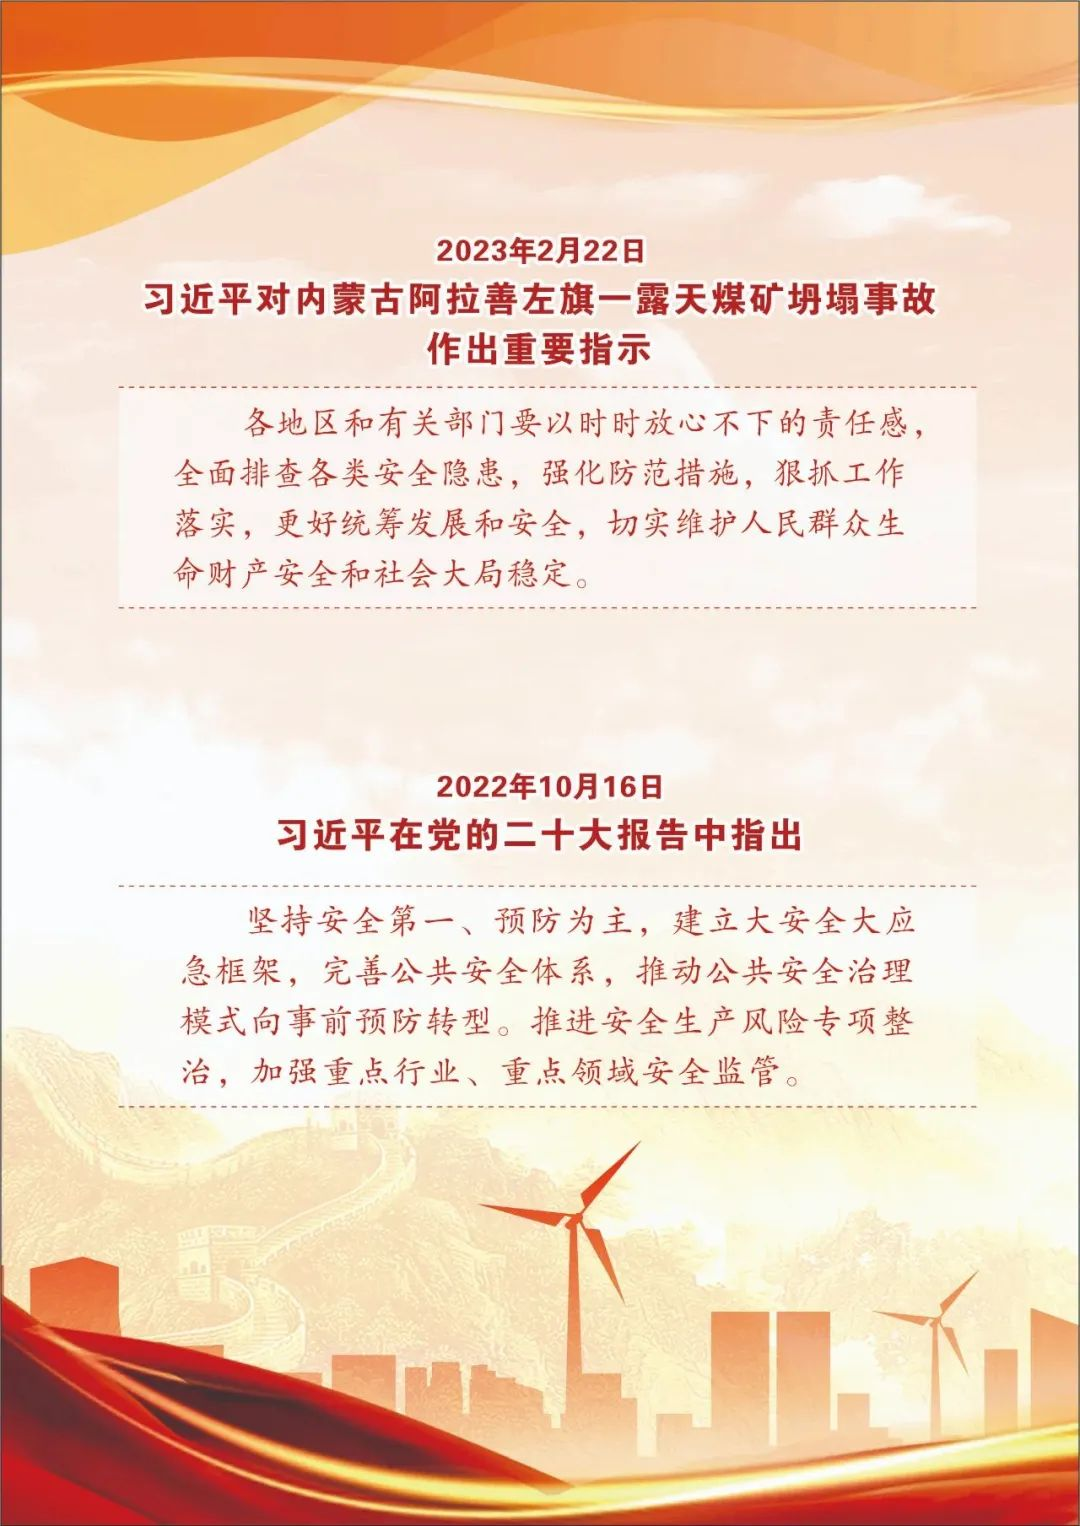 2023年2月22日
习近平对内蒙古阿拉善左旗一露天煤矿坍塌事故
作出重要指示
各地区和有关部门要以时时放心不下的责任感，
全面排查各类安全隐患，强化防范措施，狠抓工作
落实，更好统筹发展和安全，切实维护人民群众生
命财产安全和社会大局稳定。
2022年10月16日
习近平在党的二十大报告中指出
坚持安全第一、预防为主，建立大安全大应
急框架，完善公共安全体系，推动公共安全治理
模式向事前预防转型。推进安全生产风险专项整
治，加强重点行业、重点领域安全监管。